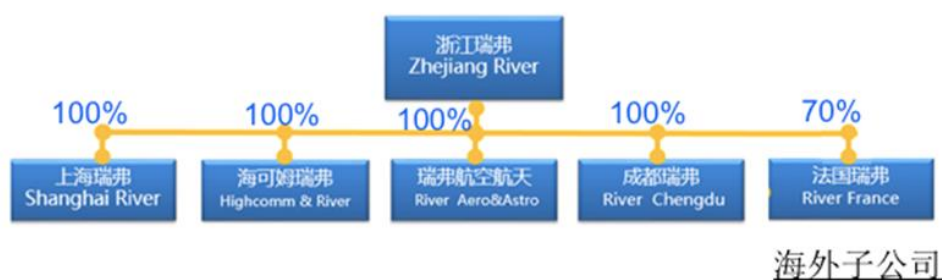 浙江瑞弗
Zhejiang River
100%
100%
100%
100%
70%
上海瑞弗
Shanghai River
海可姆瑞弗
Highcomm & River
瑞弗航空航天
River Aero&Astro
成都瑞弗
River Chengdu
法国瑞弗
River France
海外子公司